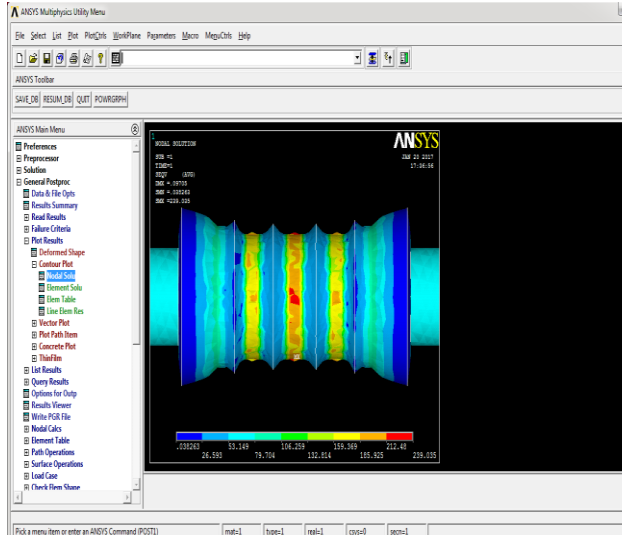 ANSYS Multiphysics Utility Menu
File Select List Plot PlotCtrls WorkPlane Parameters Macro MenuCtrls Help
ANSYS Toolbar
SAVE_DB RESUM_DB QUIT POWRGRPH
ANSYS Main Menu
Preferences
Preprocessor
Solution
General Postproc
Data & File Opts
Results Summary
Read Results
Failure Criteria
Plot Results
Deformed Shape
Contour Plot
Nodal Solu
Element Solu
Elem Table
Line Elem Res
Vector Plot
Plot Path Item
Concrete Plot
ThinFilm
List Results
Query Results
Options for Outp
Results Viewer
Write PGR File
Nodal Calcs
Element Table
Path Operations
Surface Operations
Load Case
Check Elem Shape
1
NODAL SOLUTION
SUB =1
TIME=1
SEQV (AVG)
DMX =.09705
SMN =.038263
SMX =239.035
ANSYS
JAN 20 2017
17:06:56
.038263 53.149 106.259 159.369 212.48
26.593 79.704 132.814 185.925 239.035
Pick a menu item or enter an ANSYS Command (POST1) mat=1 type=1 real=1 csys=0 secn=1